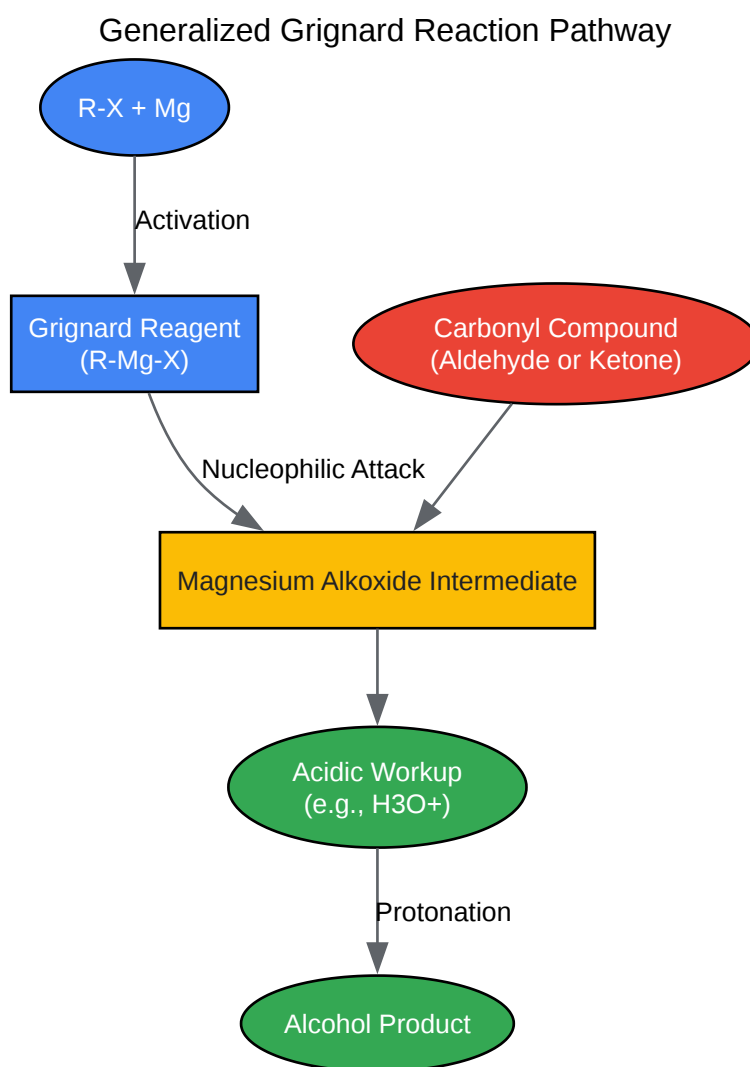 Generalized Grignard Reaction Pathway
R-X + Mg
Activation
Grignard Reagent
(R-Mg-X)
Carbonyl Compound
(Aldehyde or Ketone)
Nucleophilic Attack
Magnesium Alkoxide Intermediate
Acidic Workup
(e.g., H3O+)
Protonation
Alcohol Product